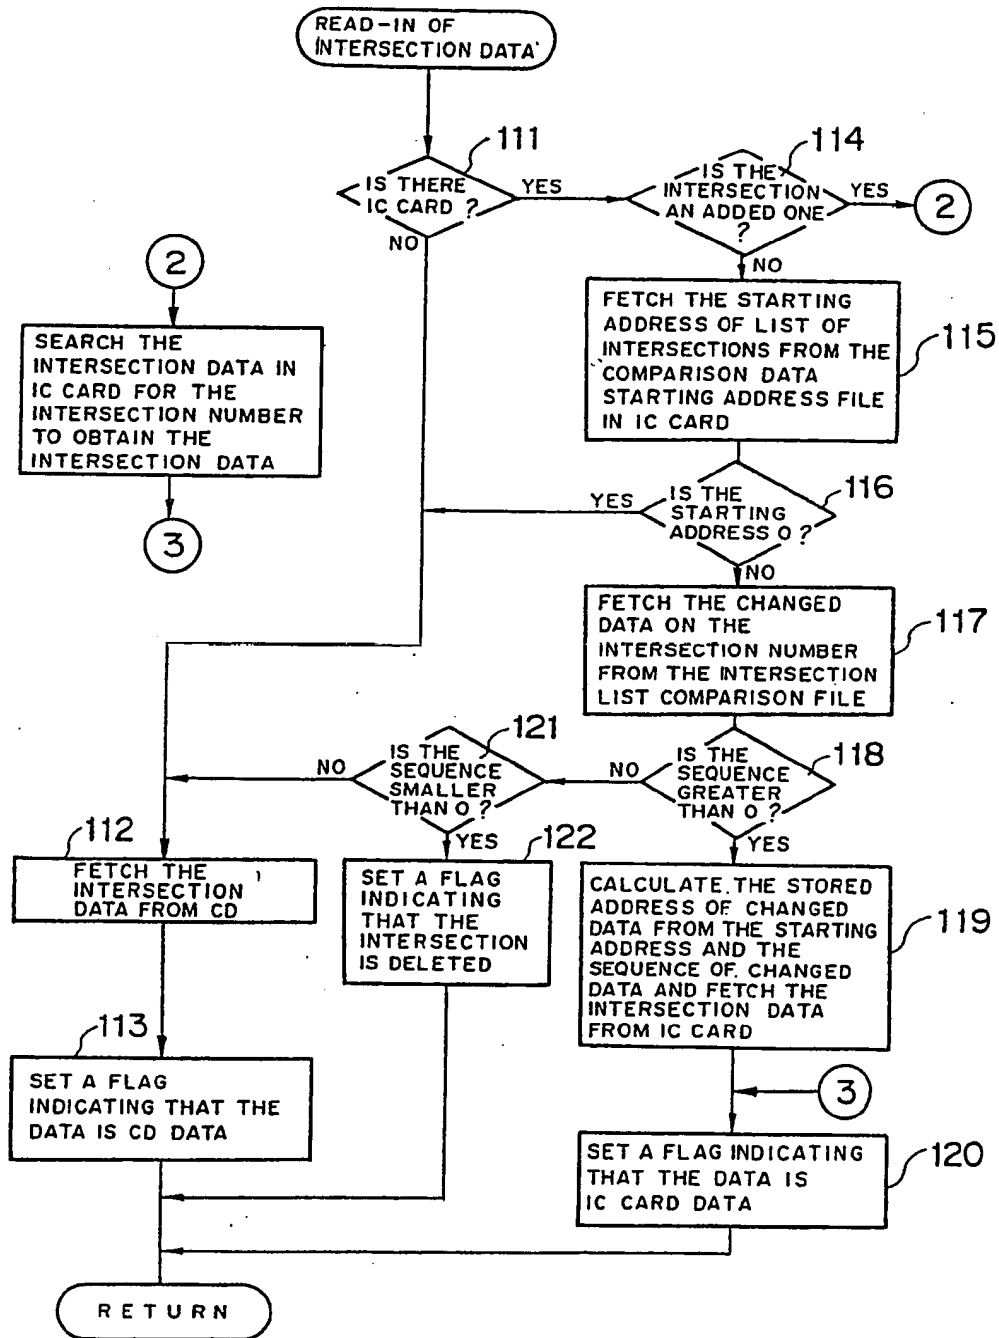 READ-IN OF
INTERSECTION DATA
111
IS THERE
IC CARD ?
YES
NO
114
IS THE
INTERSECTION
AN ADDED ONE
?
YES
2
NO
2
SEARCH THE
INTERSECTION DATA IN
IC CARD FOR THE
INTERSECTION NUMBER
TO OBTAIN THE
INTERSECTION DATA
3
FETCH THE STARTING
ADDRESS OF LIST OF
INTERSECTIONS FROM THE
COMPARISON DATA
STARTING ADDRESS FILE
IN IC CARD
115
IS THE
STARTING
ADDRESS O ?
116
YES
NO
FETCH THE CHANGED
DATA ON THE
INTERSECTION NUMBER
FROM THE INTERSECTION
LIST COMPARISON FILE
117
IS THE
SEQUENCE
GREATER
THAN O ?
118
NO
YES
121
IS THE
SEQUENCE
SMALLER
THAN O ?
NO
YES
112
FETCH THE
INTERSECTION
DATA FROM CD
122
SET A FLAG
INDICATING
THAT THE
INTERSECTION
IS DELETED
CALCULATE THE STORED
ADDRESS OF CHANGED
DATA FROM THE STARTING
ADDRESS AND THE
SEQUENCE OF CHANGED
DATA AND FETCH THE
INTERSECTION DATA
FROM IC CARD
119
113
SET A FLAG
INDICATING THAT THE
DATA IS CD DATA
3
SET A FLAG INDICATING
THAT THE DATA IS
IC CARD DATA
120
RETURN